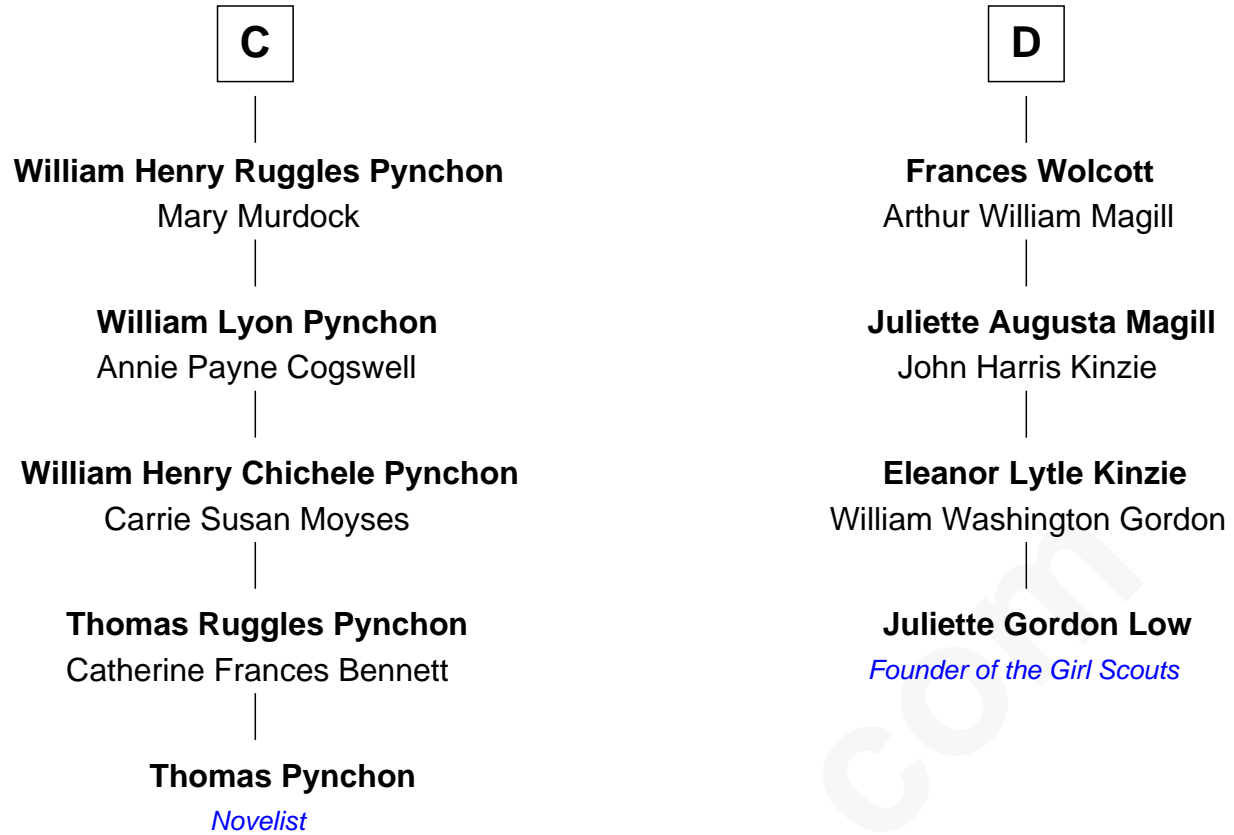 C
William Henry Ruggles Pynchon
Mary Murdock
William Lyon Pynchon
Annie Payne Cogswell
William Henry Chichele Pynchon
Carrie Susan Moyses
Thomas Ruggles Pynchon
Catherine Frances Bennett
Thomas Pynchon
Novelist
D
Frances Wolcott
Arthur William Magill
Juliette Augusta Magill
John Harris Kinzie
Eleanor Lytle Kinzie
William Washington Gordon
Juliette Gordon Low
Founder of the Girl Scouts
com